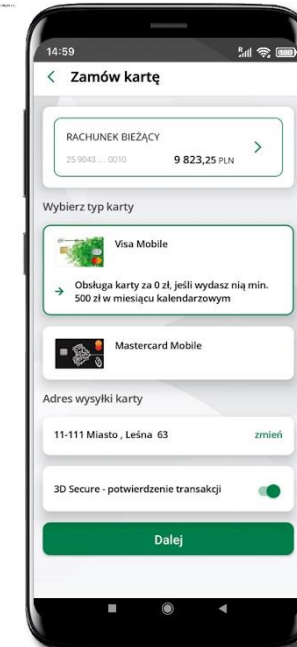 14:59
R
100
Zamów kartę
RACHUNEK BIEŻĄCY
25 9043 ... 0010 9 823,25 PLN
Wybierz typ karty
Visa Mobile
Obsługa karty za 0 zł, jeśli wydasz nią min.
500 zł w miesiącu kalendarzowym
Mastercard Mobile
Adres wysyłki karty
11-111 Miasto , Leśna 63 zmień
3D Secure - potwierdzenie transakcji
Dalej